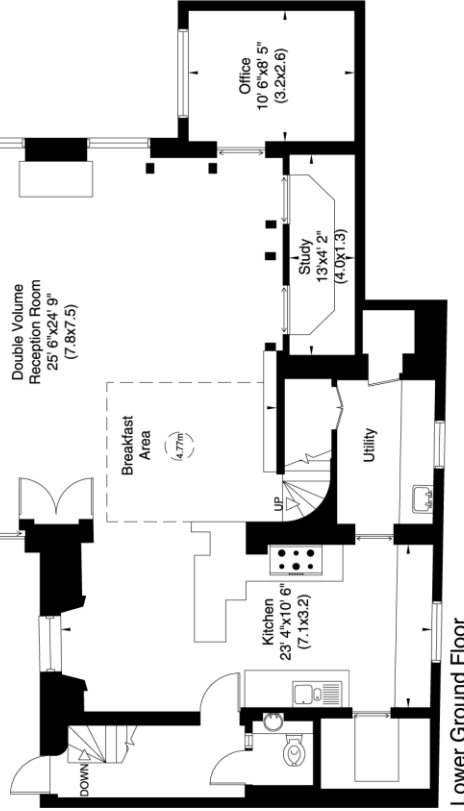 Office
10' 6"x8' 5"
(3.2x2.6)
Double Volume
Reception Room
25' 6"x24' 9"
(7.8x7.5)
Study
13'x4' 2"
(4.0x1.3)
Breakfast
Area
4.77m
Utility
UP
Kitchen
23' 4"x10' 6"
(7.1x3.2)
DOWN
Lower Ground Floor